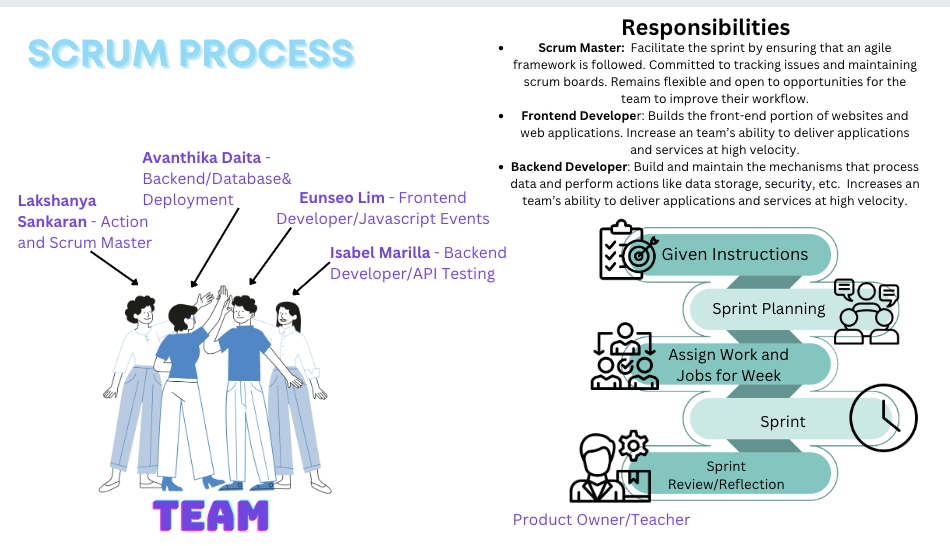 SCRUM PROCESS
Avanthika Daita -
Backend/Database&
Deployment
Lakshanya
Sankaran - Action
and Scrum Master
Eunseo Lim - Frontend
Developer/Javascript Events
Isabel Marilla - Backend
Developer/API Testing
TEAM
Responsibilities
• Scrum Master: Facilitate the sprint by ensuring that an agile
framework is followed. Committed to tracking issues and maintaining
scrum boards. Remains flexible and open to opportunities for the
team to improve their workflow.
• Frontend Developer: Builds the front-end portion of websites and
web applications. Increase an team's ability to deliver applications
and services at high velocity.
• Backend Developer: Build and maintain the mechanisms that process
data and perform actions like data storage, security, etc. Increases an
team's ability to deliver applications and services at high velocity.
Given Instructions
Sprint Planning
Assign Work and
Jobs for Week
Sprint
Sprint
Review/Reflection
Product Owner/Teacher